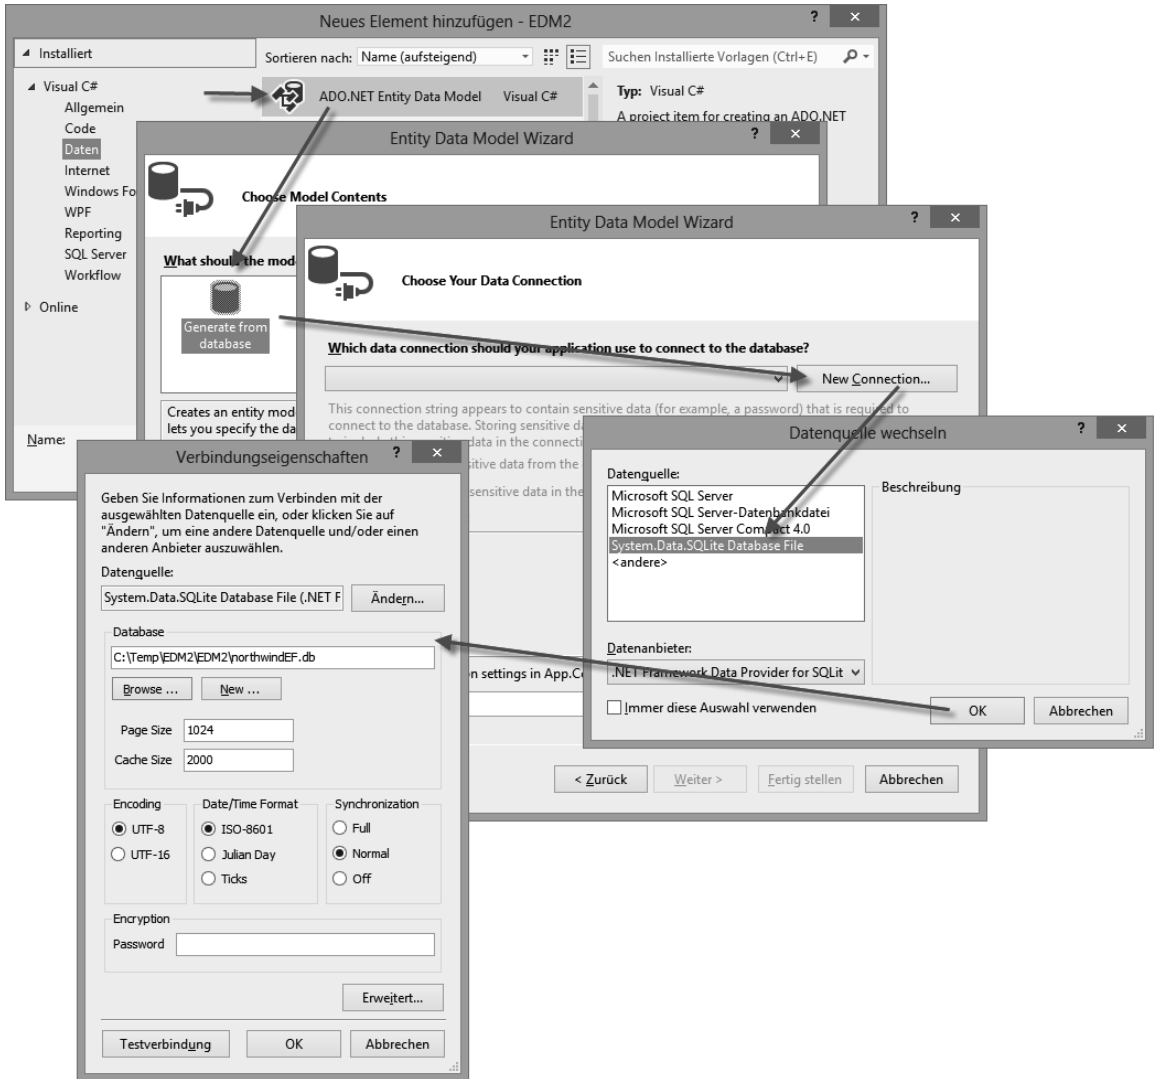 Neues Element hinzufügen - EDM2
? ×
Installiert
Sortieren nach: Name (aufsteigend)
Suchen Installierte Vorlagen (Ctrl+E)
Visual C#
Allgemein
Code
Daten
Internet
Windows Fo
WPF
Reporting
SQL Server
Workflow
Online
Name:
ADO.NET Entity Data Model Visual C#
Typ: Visual C#
A project item for creating an ADO.NET
Entity Data Model Wizard
? ×
Choose Model Contents
What should the mod
Generate from
database
Creates an entity mod
lets you specify the da
Entity Data Model Wizard
? ×
Choose Your Data Connection
Which data connection should your application use to connect to the database?
New Connection...
This connection string appears to contain sensitive data (for example, a password) that is required to
connect to the database. Storing sensitive da
data in the connecti
sitive data from the
sensitive data in the
on settings in App.Co
< Zurück
Weiter >
Fertig stellen
Abbrechen
Datenquelle wechseln
? ×
Datenquelle:
Microsoft SQL Server
Microsoft SQL Server-Datenbankdatei
Microsoft SQL Server Compact 4.0
System.Data.SQLite Database File
<andere>
Beschreibung
Datenanbieter:
.NET Framework Data Provider for SQLit
Immer diese Auswahl verwenden
OK
Abbrechen
Verbindungseigenschaften
? ×
Geben Sie Informationen zum Verbinden mit der
ausgewählten Datenquelle ein, oder klicken Sie auf
"Ändern", um eine andere Datenquelle und/oder einen
anderen Anbieter auszuwählen.
Datenquelle:
System.Data.SQLite Database File (.NET F
Ändern...
Database
C:\Temp\EDM2\EDM2\northwindEF.db
Browse ...
New ...
Page Size 1024
Cache Size 2000
Encoding
UTF-8
UTF-16
Date/Time Format
ISO-8601
Julian Day
Ticks
Synchronization
Full
Normal
Off
Encryption
Password
Erweitert...
Testverbindung
OK
Abbrechen